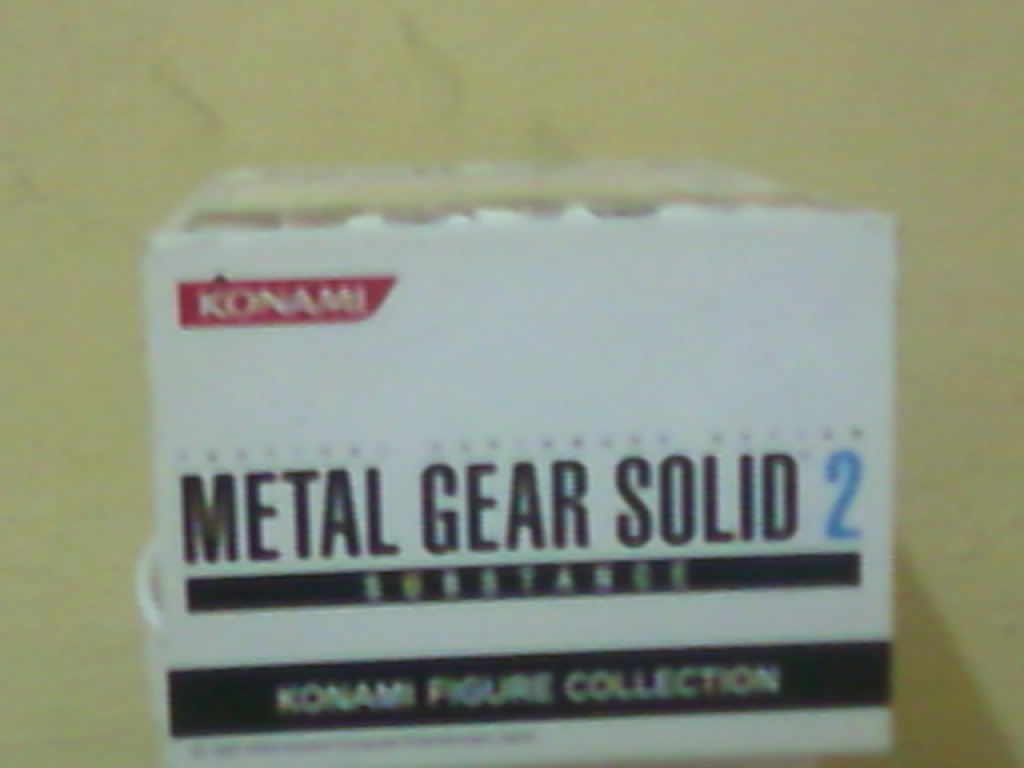 KONAMI
METAL GEAR SOLID 2
SUBSTANCE
KONAMI FIGURE COLLECTION